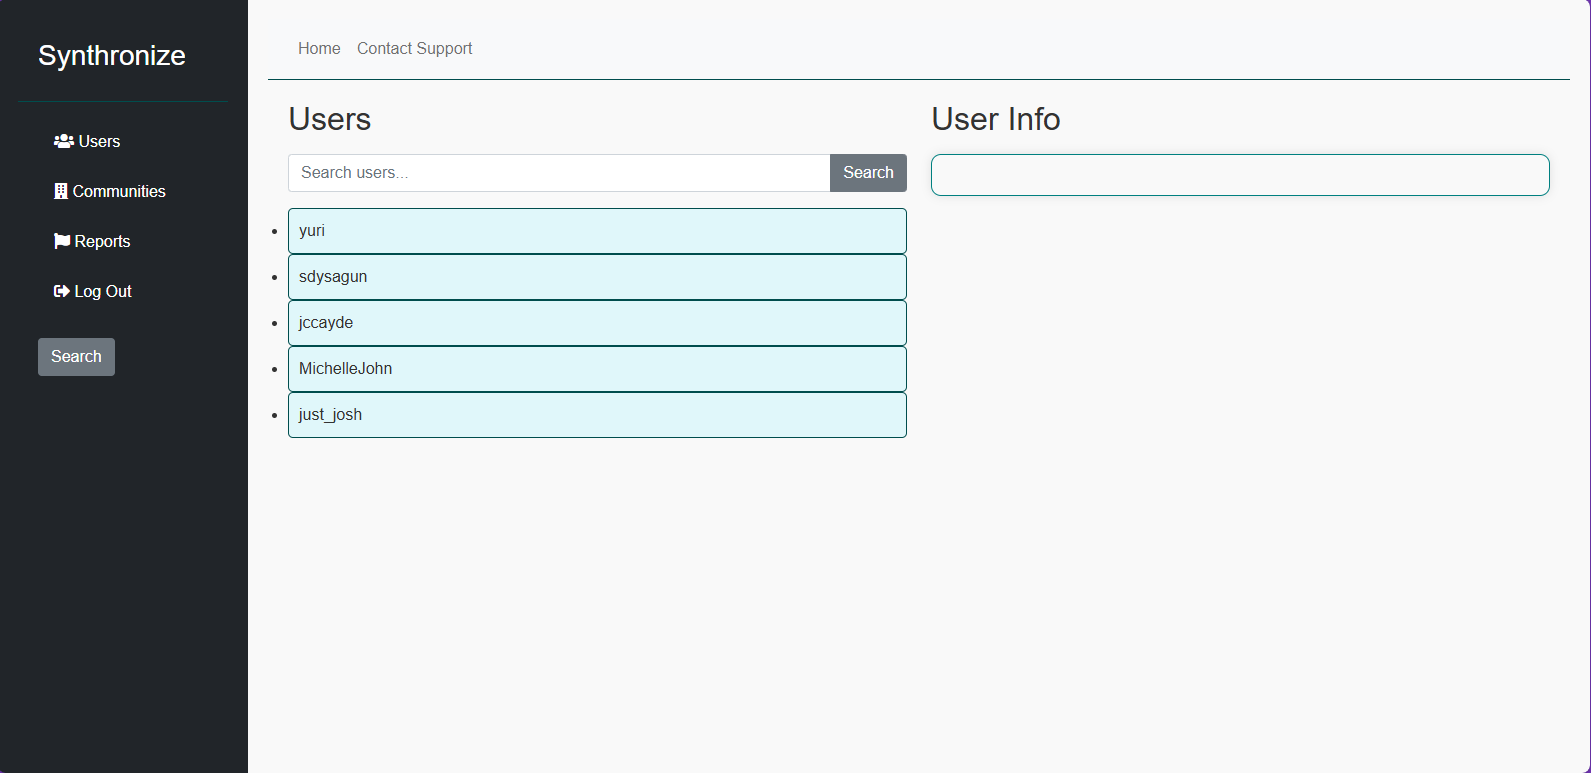 Synthronize
Users
Communities
Reports
Log Out
Search
Home Contact Support
Users
Search users... Search
yuri
sdysagun
jccayde
MichelleJohn
just_josh
User Info